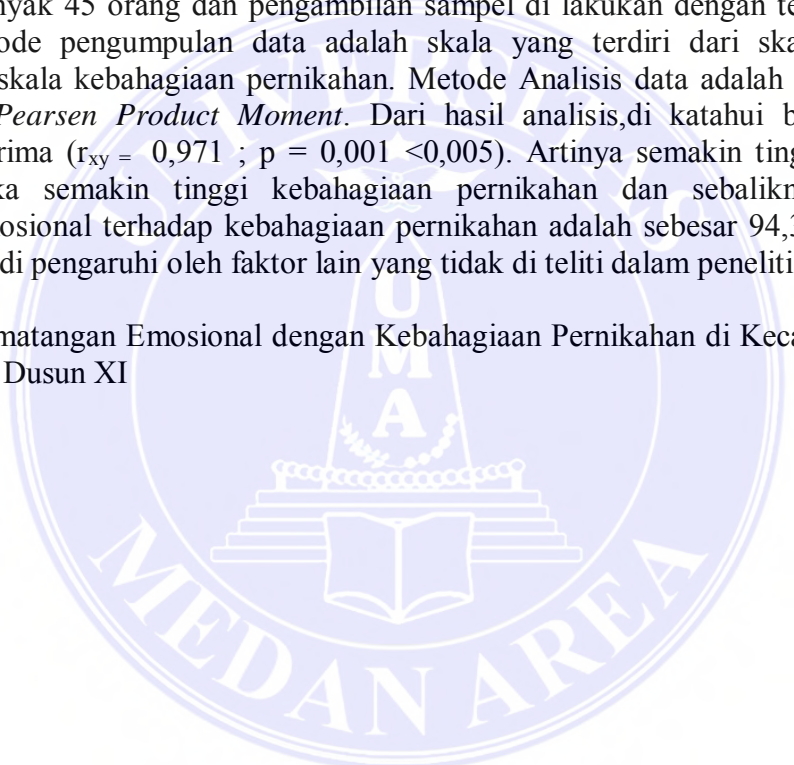 nyak 45 orang dan pengambilan sampel di lakukan dengan te
ode pengumpulan data adalah skala yang terdiri dari ska
skala kebahagiaan pernikahan. Metode Analisis data adalah
Pearsen Product Moment. Dari hasil analisis,di katahui b
rima (rxy = 0,971 ; p = 0,001 <0,005). Artinya semakin ting
ka semakin tinggi kebahagiaan pernikahan dan sebalikn
osional terhadap kebahagiaan pernikahan adalah sebesar 94,3
di pengaruhi oleh faktor lain yang tidak di teliti dalam peneliti
matangan Emosional dengan Kebahagiaan Pernikahan di Keca
Dusun XI
UNIVERSITAS
UMA
MEDAN AREA